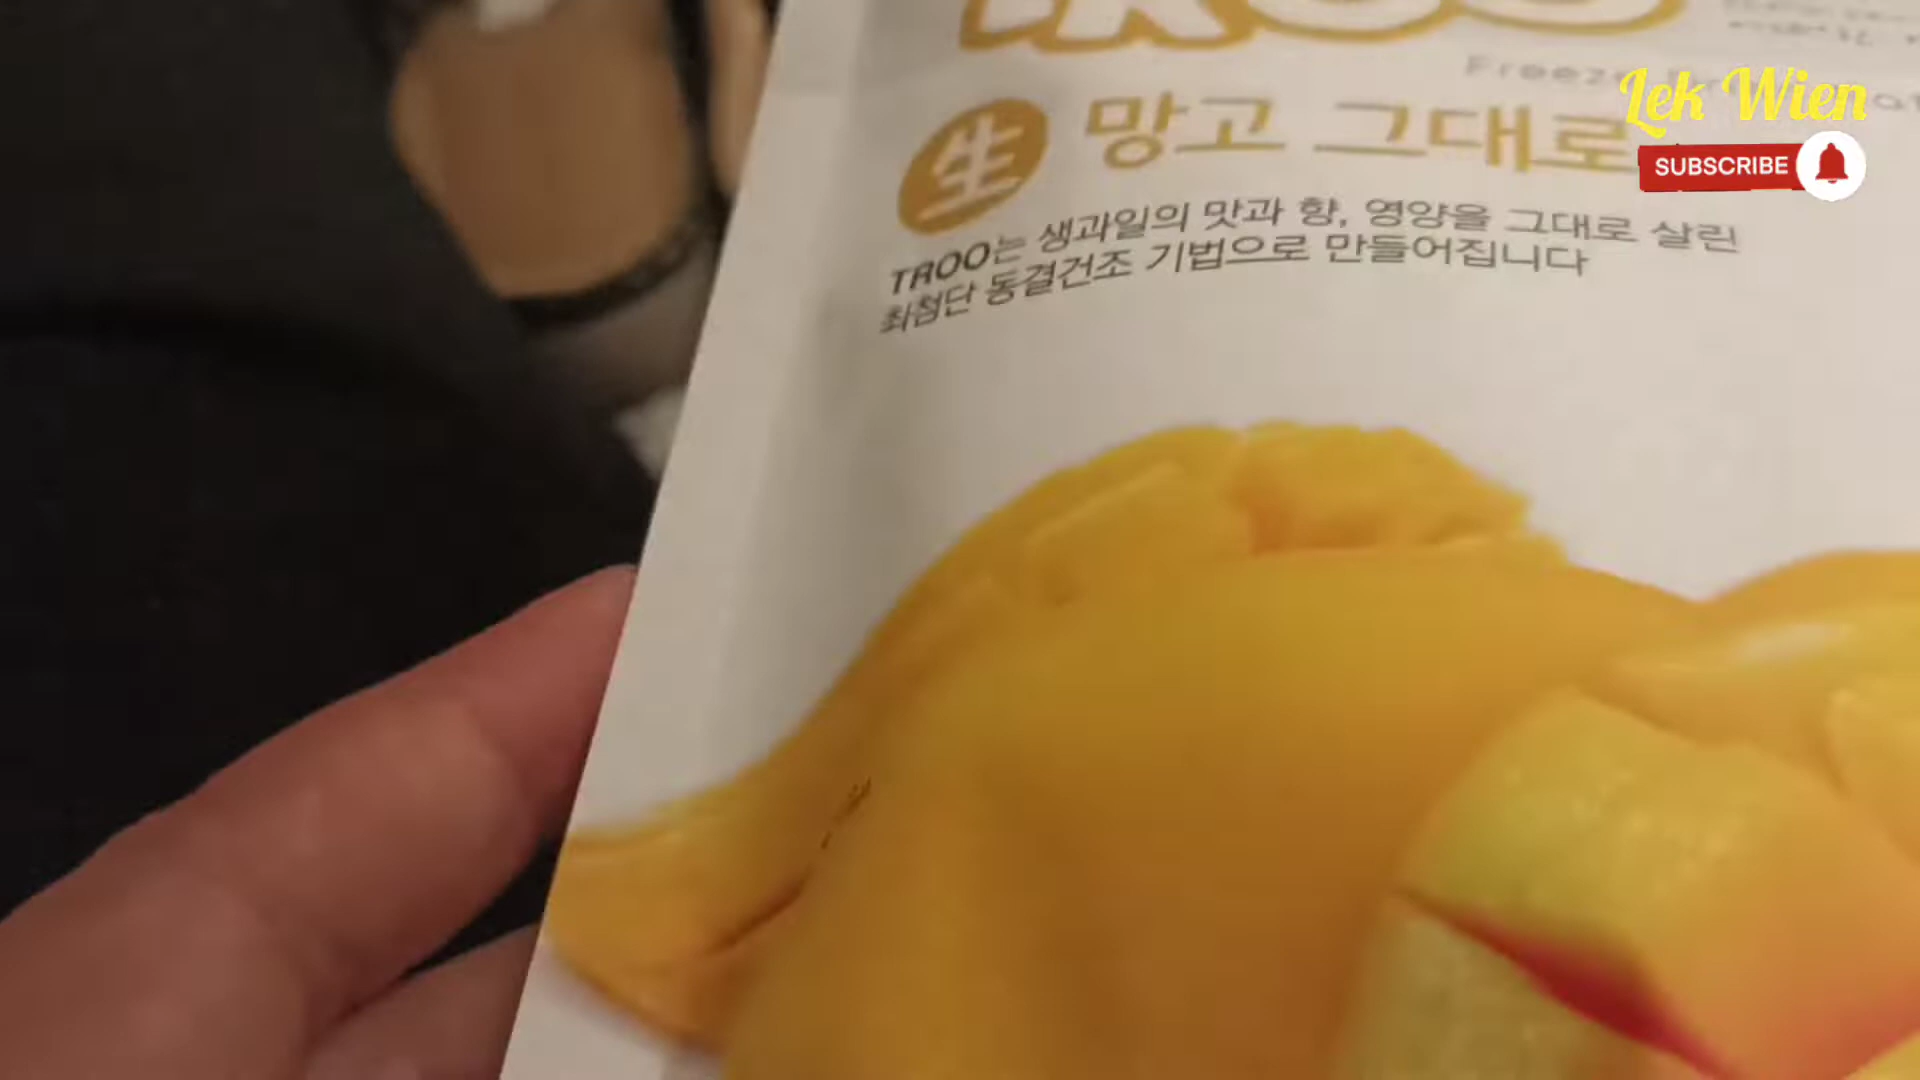 TROO
Freeze
Lek Wien
生 망고 그대로
SUBSCRIBE
TROO는 생과일의 맛과 향, 영양을 그대로 살린
최첨단 동결건조 기법으로 만들어집니다